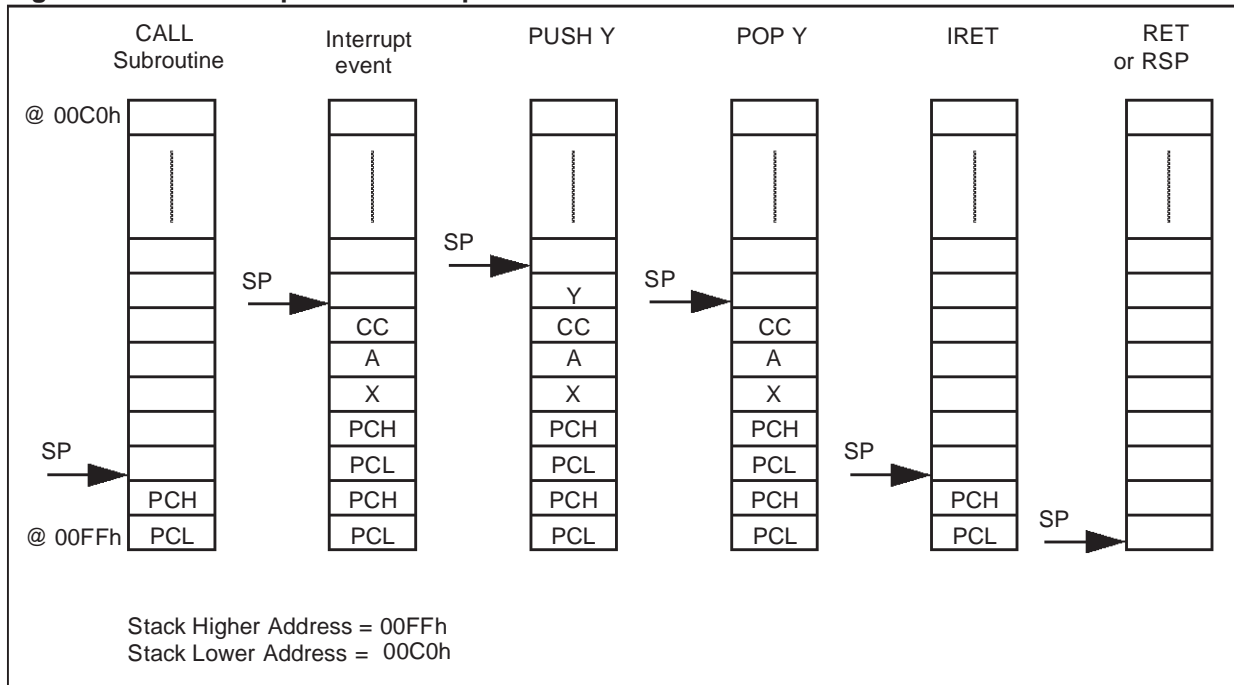 CALL
Subroutine
Interrupt
event
PUSH Y
POP Y
IRET
RET
or RSP
@ 00C0h
SP
SP
SP
Y
CC
CC
CC
A
A
A
X
X
X
PCH
PCH
PCH
SP
SP
PCL
PCL
PCL
PCH
PCH
PCH
PCH
PCH
SP
@ 00FFh
PCL
PCL
PCL
PCL
PCL
Stack Higher Address = 00FFh
Stack Lower Address = 00C0h